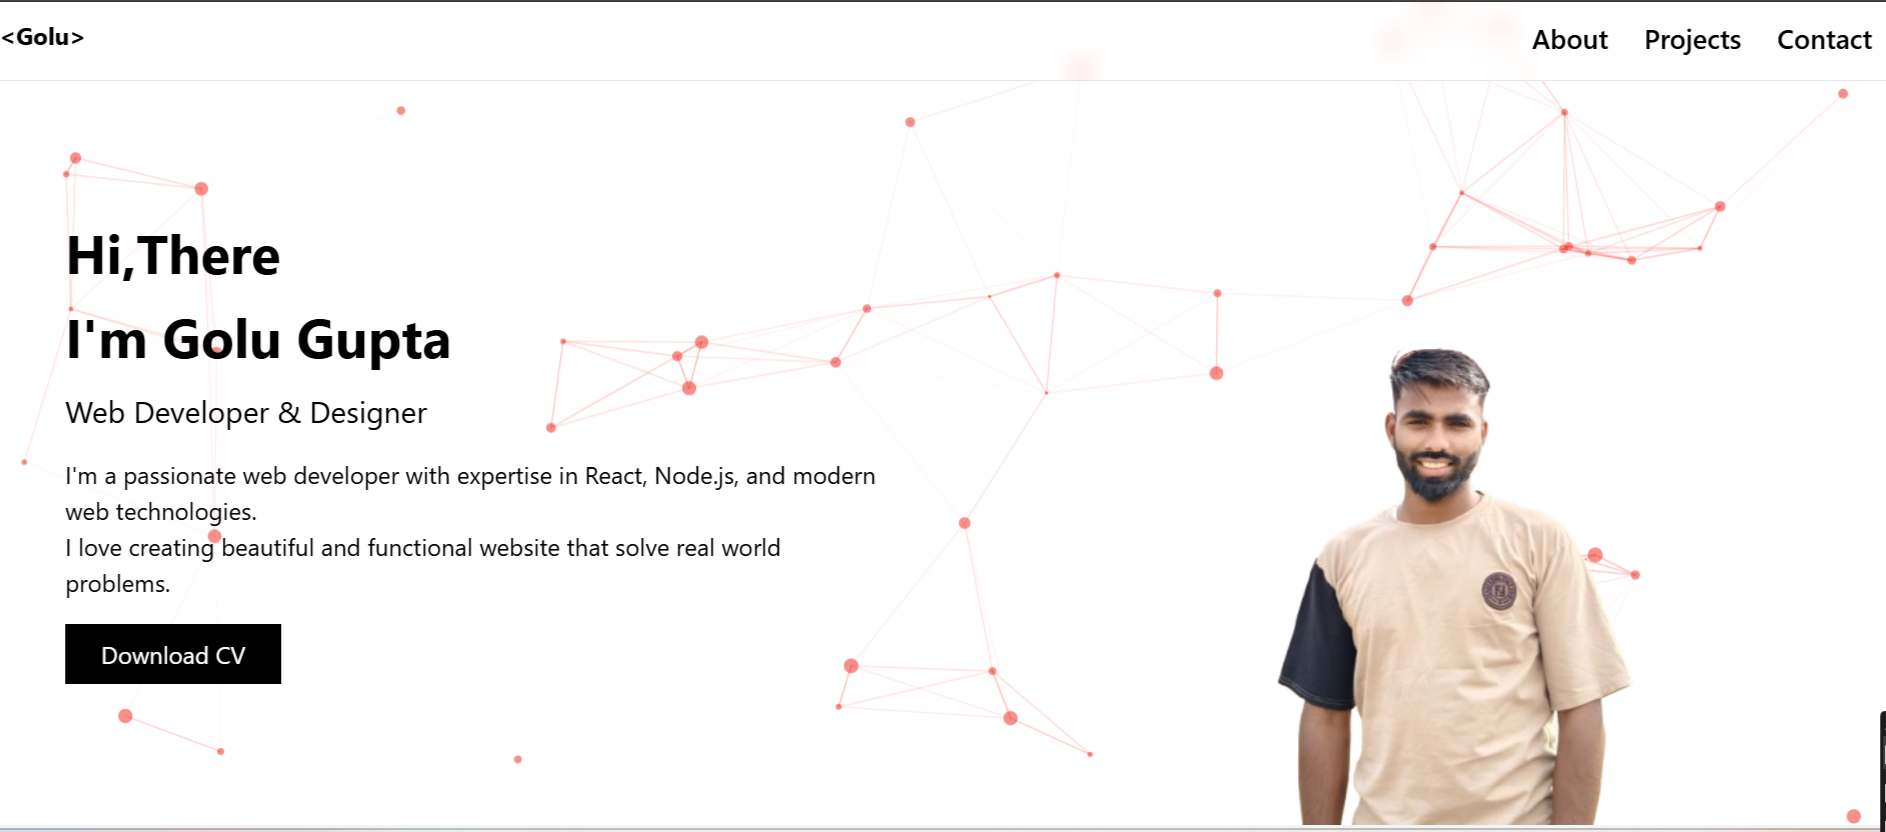 <Golu>
About Projects Contact
Hi,There
I'm Golu Gupta
Web Developer & Designer
I'm a passionate web developer with expertise in React, Node.js, and modern
web technologies.
I love creating beautiful and functional website that solve real world
problems.
Download CV